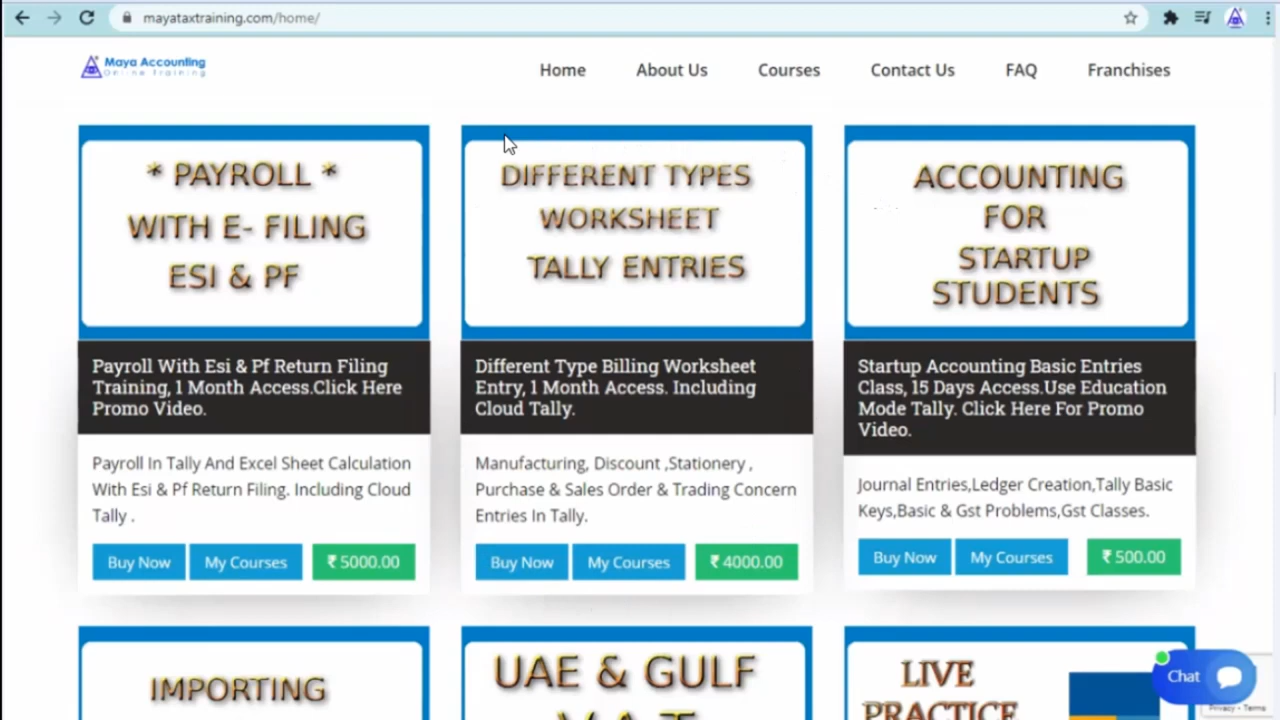 mayataxtraining.com/home/
Maya Accounting
Online Training
Home About Us Courses Contact Us FAQ Franchises
* PAYROLL *
WITH E- FILING
ESI & PF
Payroll With Esi & Pf Return Filing
Training, 1 Month Access.Click Here
Promo Video.
Payroll In Tally And Excel Sheet Calculation
With Esi & Pf Return Filing. Including Cloud
Tally .
Buy Now My Courses ₹ 5000.00
DIFFERENT TYPES
WORKSHEET
TALLY ENTRIES
Different Type Billing Worksheet
Entry, 1 Month Access. Including
Cloud Tally.
Manufacturing, Discount ,Stationery ,
Purchase & Sales Order & Trading Concern
Entries In Tally.
Buy Now My Courses ₹ 4000.00
ACCOUNTING
FOR
STARTUP
STUDENTS
Startup Accounting Basic Entries
Class, 15 Days Access.Use Education
Mode Tally. Click Here For Promo
Video.
Journal Entries,Ledger Creation,Tally Basic
Keys,Basic & Gst Problems,Gst Classes.
Buy Now My Courses ₹ 500.00
IMPORTING
UAE & GULF
VAT
LIVE
PRACTICE
Chat
Privacy - Terms